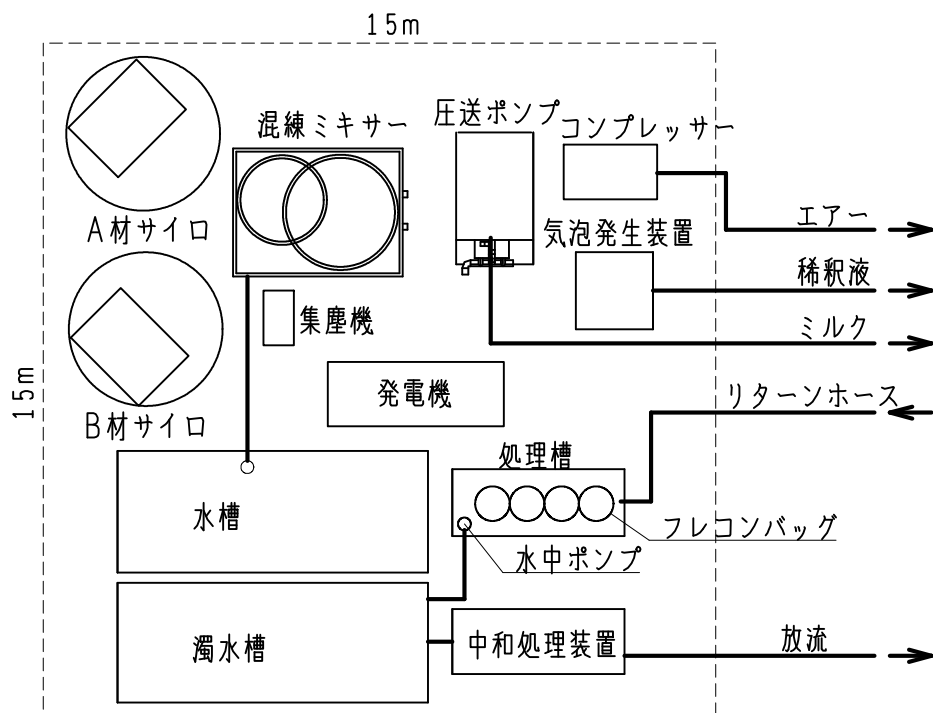 15m
圧送ポンプ
混練ミキサー
コンプレッサー
エアー
A材サイロ
気泡発生装置
稀釈液
集塵機
ミルク
15m
発電機
リターンホース
B材サイロ
処理槽
水槽
フレコンバッグ
水中ポンプ
濁水槽
中和処理装置
放流